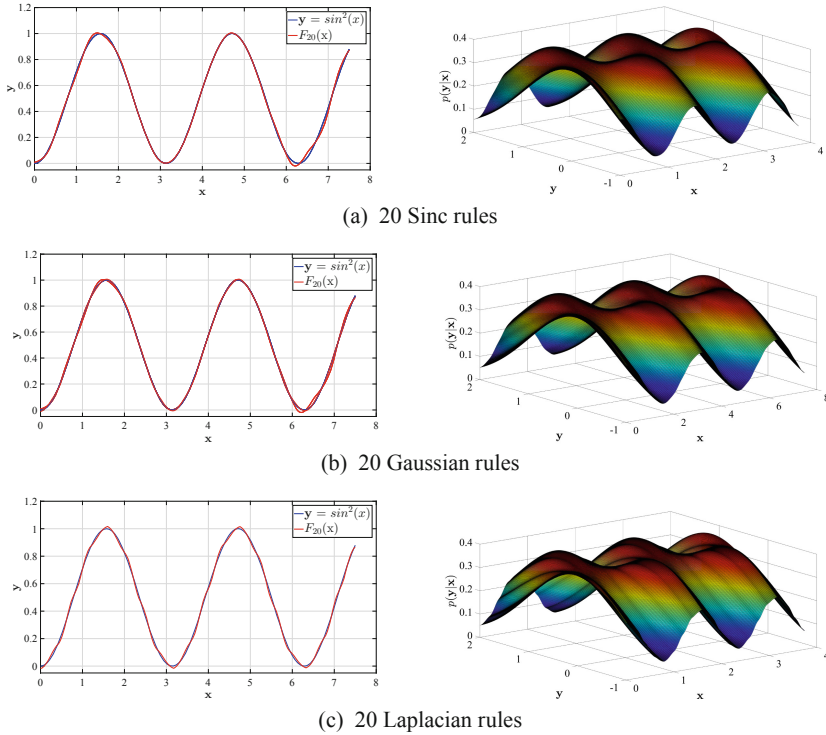 1.2
1
0.8
0.6
0.4
0.2
0
y
0 1 2 3 4 5 6 7 8
x
y = sin²(x)
F₂₀(x)
0.4
0.3
0.2
0.1
0
p(y|x)
2 1 0 -1
y
0 1 2 3 4
x
(a) 20 Sinc rules
1.2
1
0.8
0.6
0.4
0.2
0
y
0 1 2 3 4 5 6 7 8
x
y = sin²(x)
F₂₀(x)
0.4
0.3
0.2
0.1
0
p(y|x)
2 1 0 -1
y
0 2 4 6 8
x
(b) 20 Gaussian rules
1.2
1
0.8
0.6
0.4
0.2
0
y
0 1 2 3 4 5 6 7 8
x
y = sin²(x)
F₂₀(x)
0.4
0.3
0.2
0.1
0
p(y|x)
2 1 0 -1
y
0 1 2 3 4
x
(c) 20 Laplacian rules